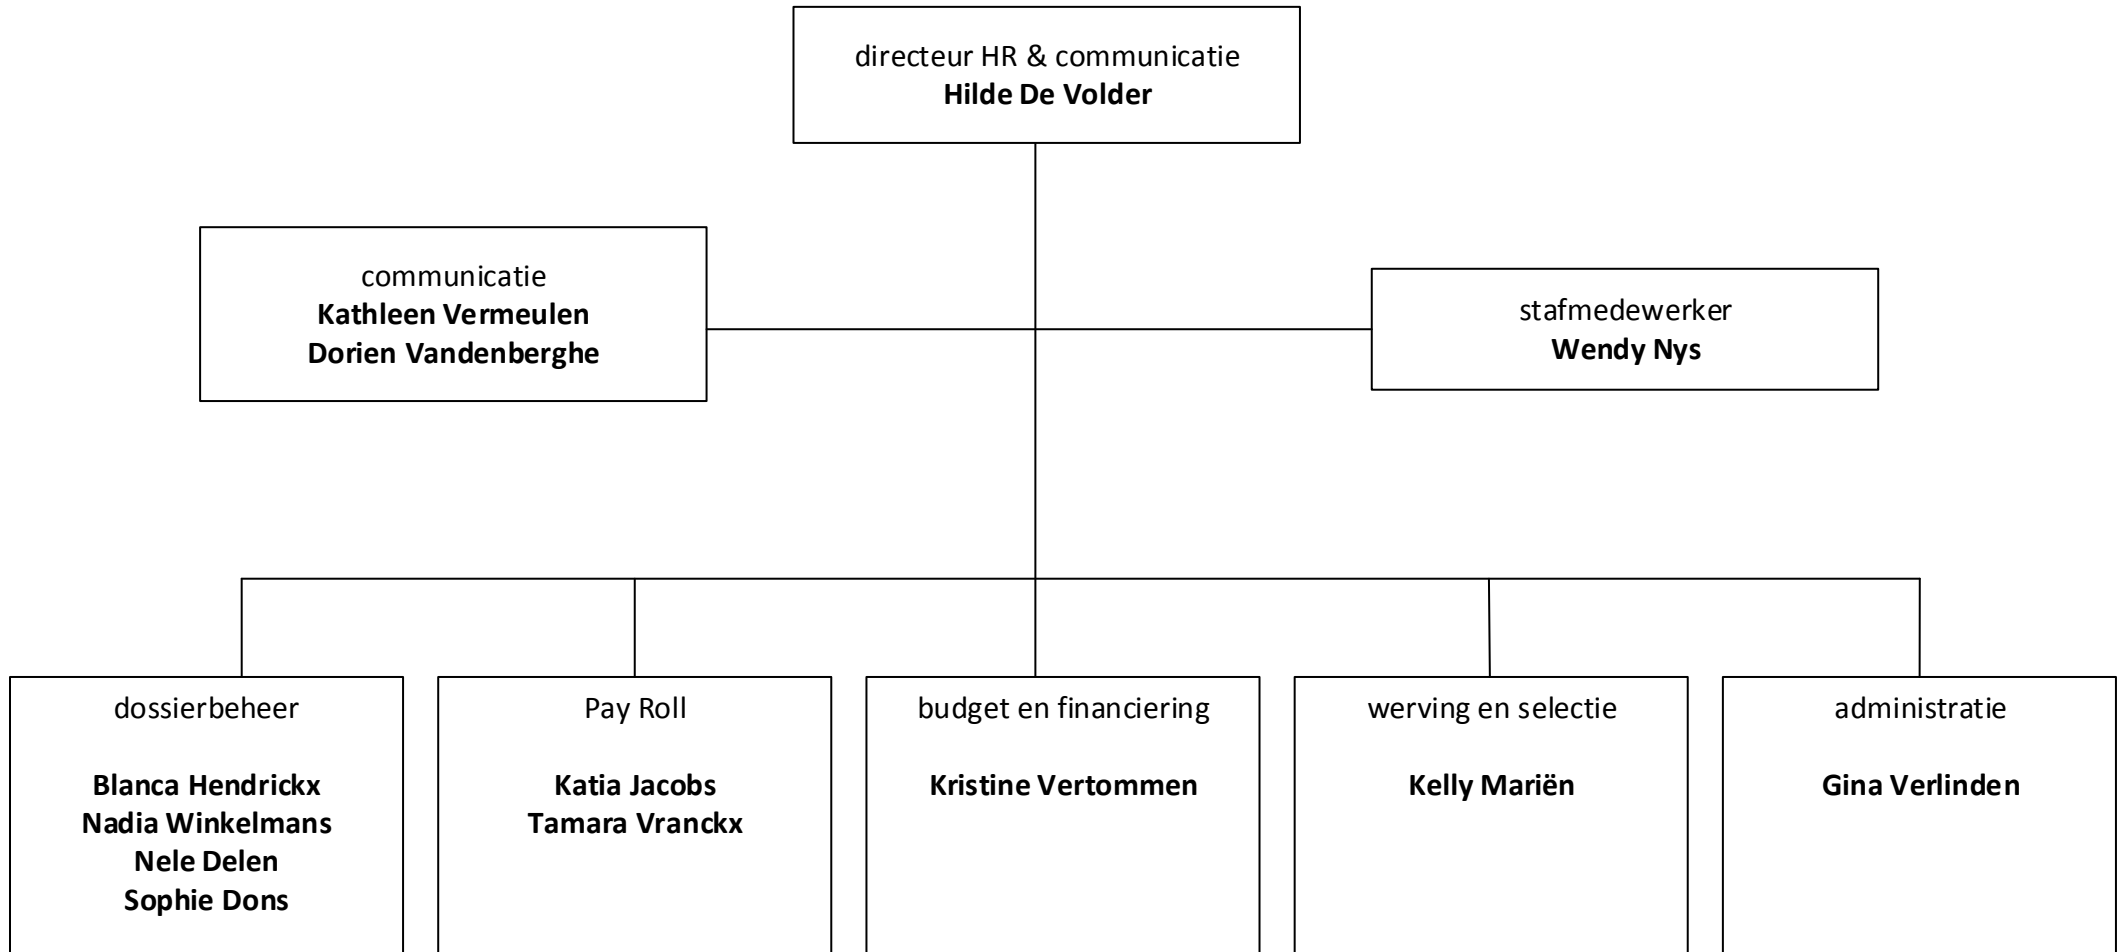 directeur HR & communicatie
Hilde De Volder
communicatie
Kathleen Vermeulen
Dorien Vandenberghe
stafmedewerker
Wendy Nys
dossierbeheer
Blanca Hendrickx
Nadia Winkelmans
Nele Delen
Sophie Dons
Pay Roll
Katia Jacobs
Tamara Vranckx
budget en financiering
Kristine Vertommen
werving en selectie
Kelly Mariën
administratie
Gina Verlinden